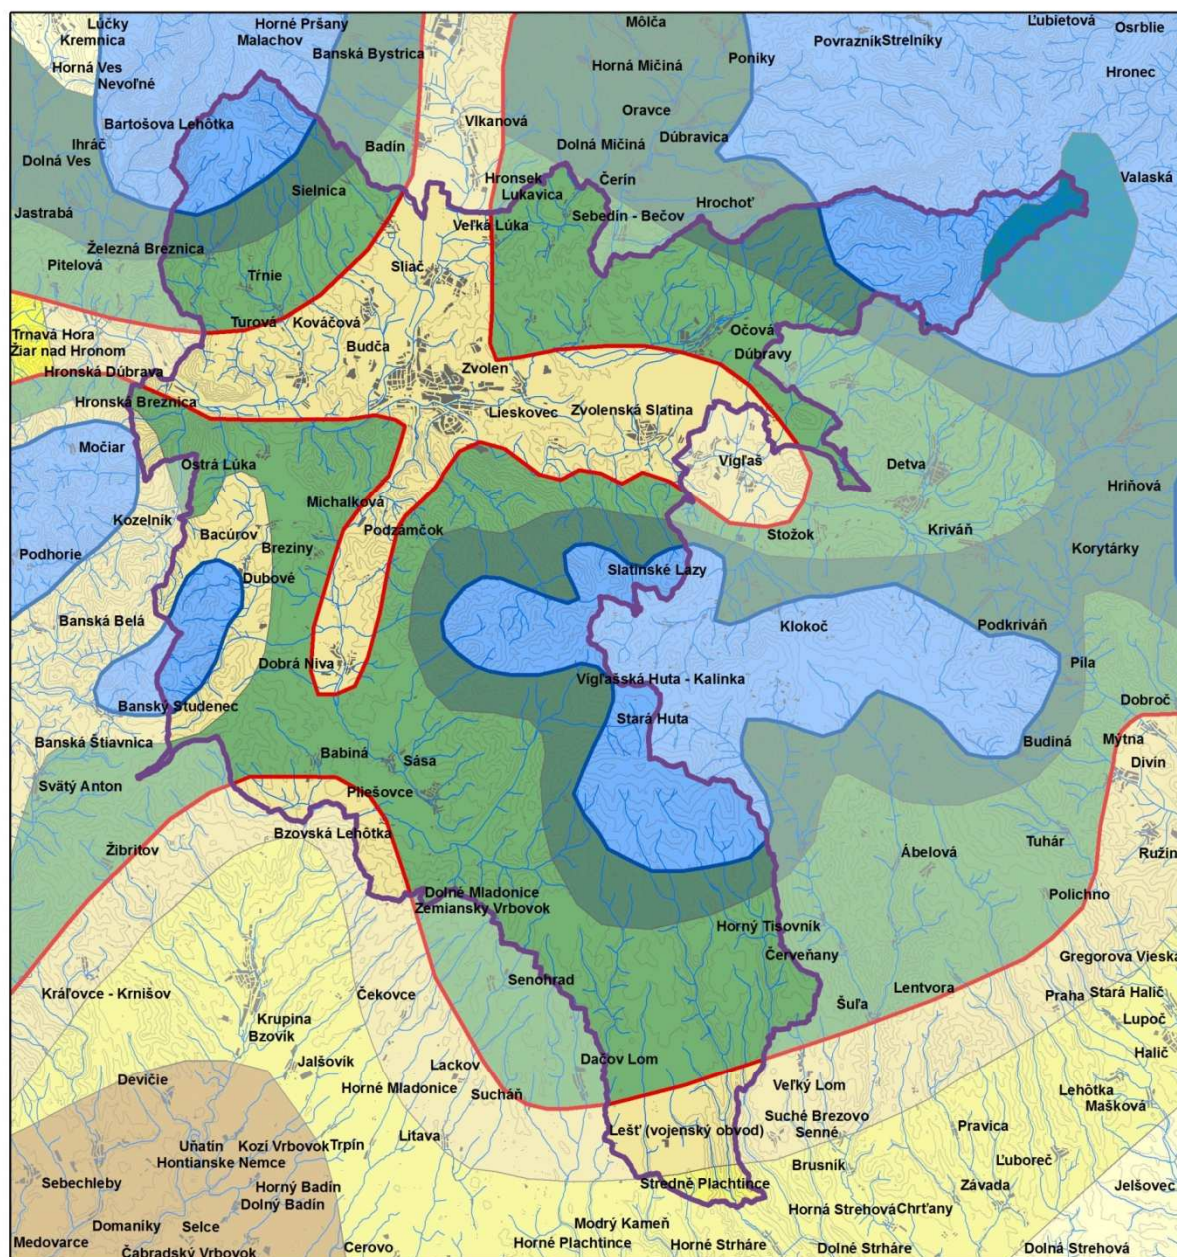 Lúčky
Kremnica
Horné Pršany
Malachov
Banská Bystrica
Môlča
Ľubietová
Osrblie
Povrazník
Strelníky
Horná Ves
Nevoľné
Horná Mičiná
Poniky
Hronec
Bartošova Lehôtka
Vlkanová
Oravce
Dúbravica
Ihráč
Dolná Ves
Badín
Dolná Mičiná
Čerín
Valaská
Sielnica
Hronsek
Lukavica
Hrochoť
Jastrabá
Sebedín - Bečov
Veľká Lúka
Železná Breznica
Pitelová
Tŕnie
Sliač
Trnavá Hora
Žiar nad Hronom
Turová
Kováčová
Budča
Očová
Dúbravy
Hronská Dúbrava
Zvolen
Hronská Breznica
Lieskovec
Zvolenská Slatina
Močiar
Ostrá Lúka
Vígľaš
Detva
Hriňová
Michalková
Kozelník
Bacúrov
Podzámčok
Stožok
Kriváň
Breziny
Korytárky
Podhorie
Dubové
Slatinské Lazy
Banská Belá
Klokoč
Podkriváň
Dobrá Niva
Píla
Vígľašská Huta - Kalinka
Banský Studenec
Stará Huta
Dobroč
Banská Štiavnica
Budiná
Mýtna
Babiná
Sása
Divín
Svätý Anton
Pliešovce
Bzovská Lehôtka
Žibritov
Ábelová
Tuhár
Ružin
Dolné Mladonice
Zemiansky Vrbovok
Polichno
Horný Tisovník
Červeňany
Gregorova Vieska
Senohrad
Kráľovce - Krnišov
Čekovce
Lentvora
Šuľa
Praha
Stará Halič
Krupina
Bzovík
Lupoč
Jalšovík
Lackov
Dačov Lom
Halič
Devičie
Horné Mladonice
Sucháň
Veľký Lom
Lehôtka
Mašková
Suché Brezovo
Senné
Lešť (vojenský obvod)
Pravica
Uňatín
Kozí Vrbovok
Trpín
Litava
Hontianske Nemce
Brusník
Ľuboreč
Sebechleby
Horný Badín
Dolný Badín
Stredné Plachtince
Závada
Jelšovec
Horná Strehová
Chrťany
Domaníky
Selce
Modrý Kameň
Medovarce
Čabradský Vrbovok
Cerovo
Horné Plachtince
Horné Strháre
Dolné Strháre
Dolná Strehová